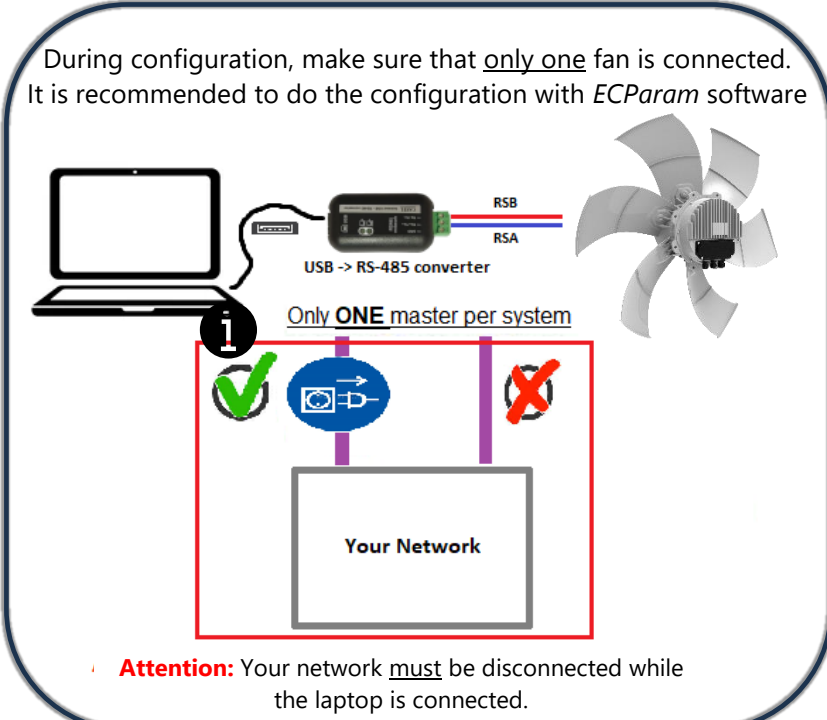 During configuration, make sure that only one fan is connected.
It is recommended to do the configuration with ECParam software
RSB
RSA
USB -> RS-485 converter
Only ONE master per system
i
Your Network
Attention: Your network must be disconnected while
the laptop is connected.